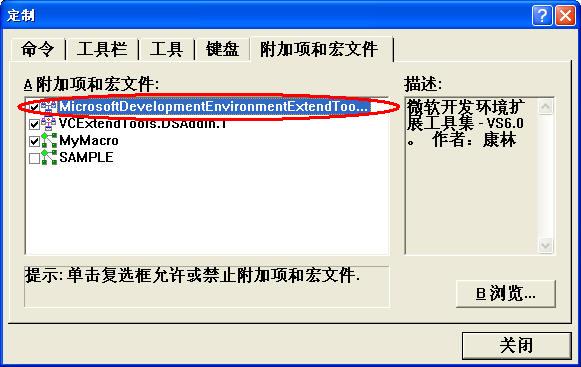 定制
命令 工具栏 工具 键盘 附加项和宏文件
A 附加项和宏文件:
MicrosoftDevelopmentEnvironmentExtendToo...
VCExtendTools.DSAddin.1
MyMacro
SAMPLE
描述:
微软开发环境扩
展工具集 - VS6.0
。 作者：康林
提示: 单击复选框允许或禁止附加项和宏文件.
B 浏览...
关闭